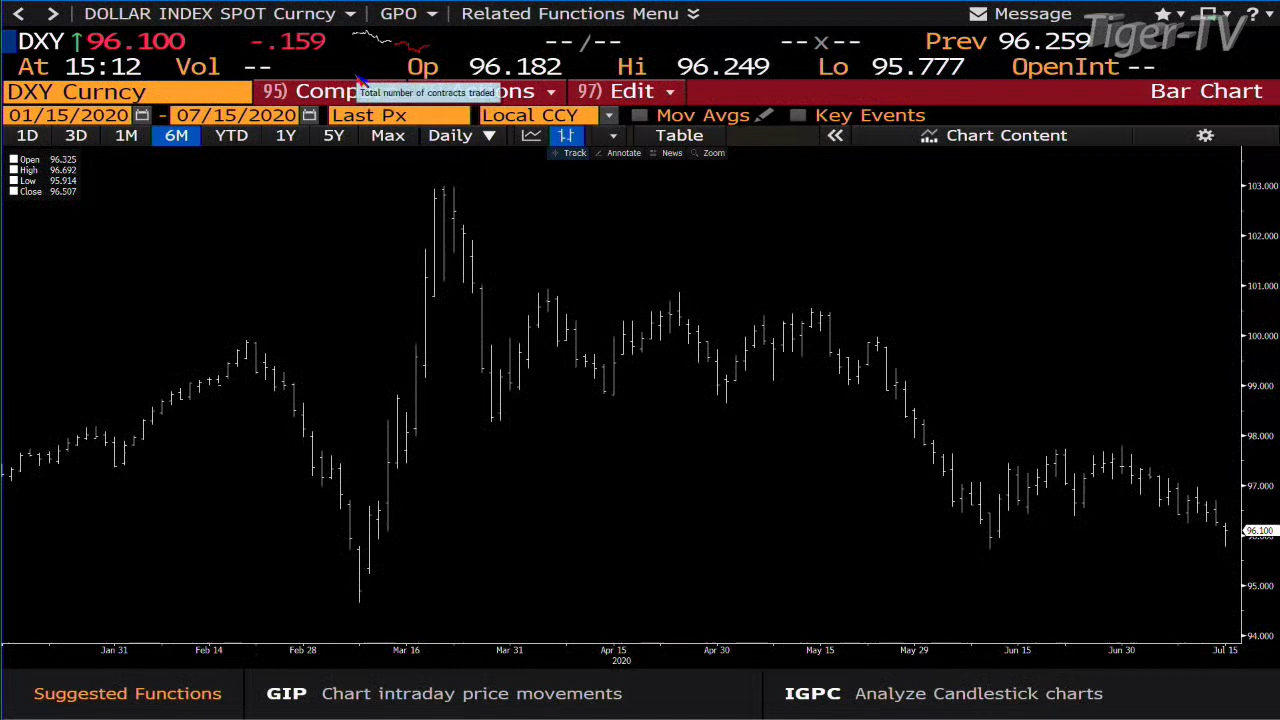 DOLLAR INDEX SPOT Curncy GPO Related Functions Menu Message ?
Tiger-TV
DXY ↑96.100 -.159 --/-- --x-- Prev 96.259
At 15:12 Vol -- Op 96.182 Hi 96.249 Lo 95.777 OpenInt --
DXY Curncy 95) 97) Edit Bar Chart
Total number of contracts traded
01/15/2020 - 07/15/2020 Last Px Local CCY Mov Avgs Key Events
1D 3D 1M 6M YTD 1Y 5Y Max Daily ▼ Table « Chart Content
Track Annotate News Zoom
Open 96.325
High 96.692
Low 95.914
Close 96.507
103.000
102.000
101.000
100.000
99.000
98.000
97.000
96.100
95.000
94.000
Jan 31 Feb 14 Feb 28 Mar 16 Mar 31 Apr 15 Apr 30 May 15 May 29 Jun 15 Jun 30 Jul 15
2020
Suggested Functions GIP Chart intraday price movements IGPC Analyze Candlestick charts